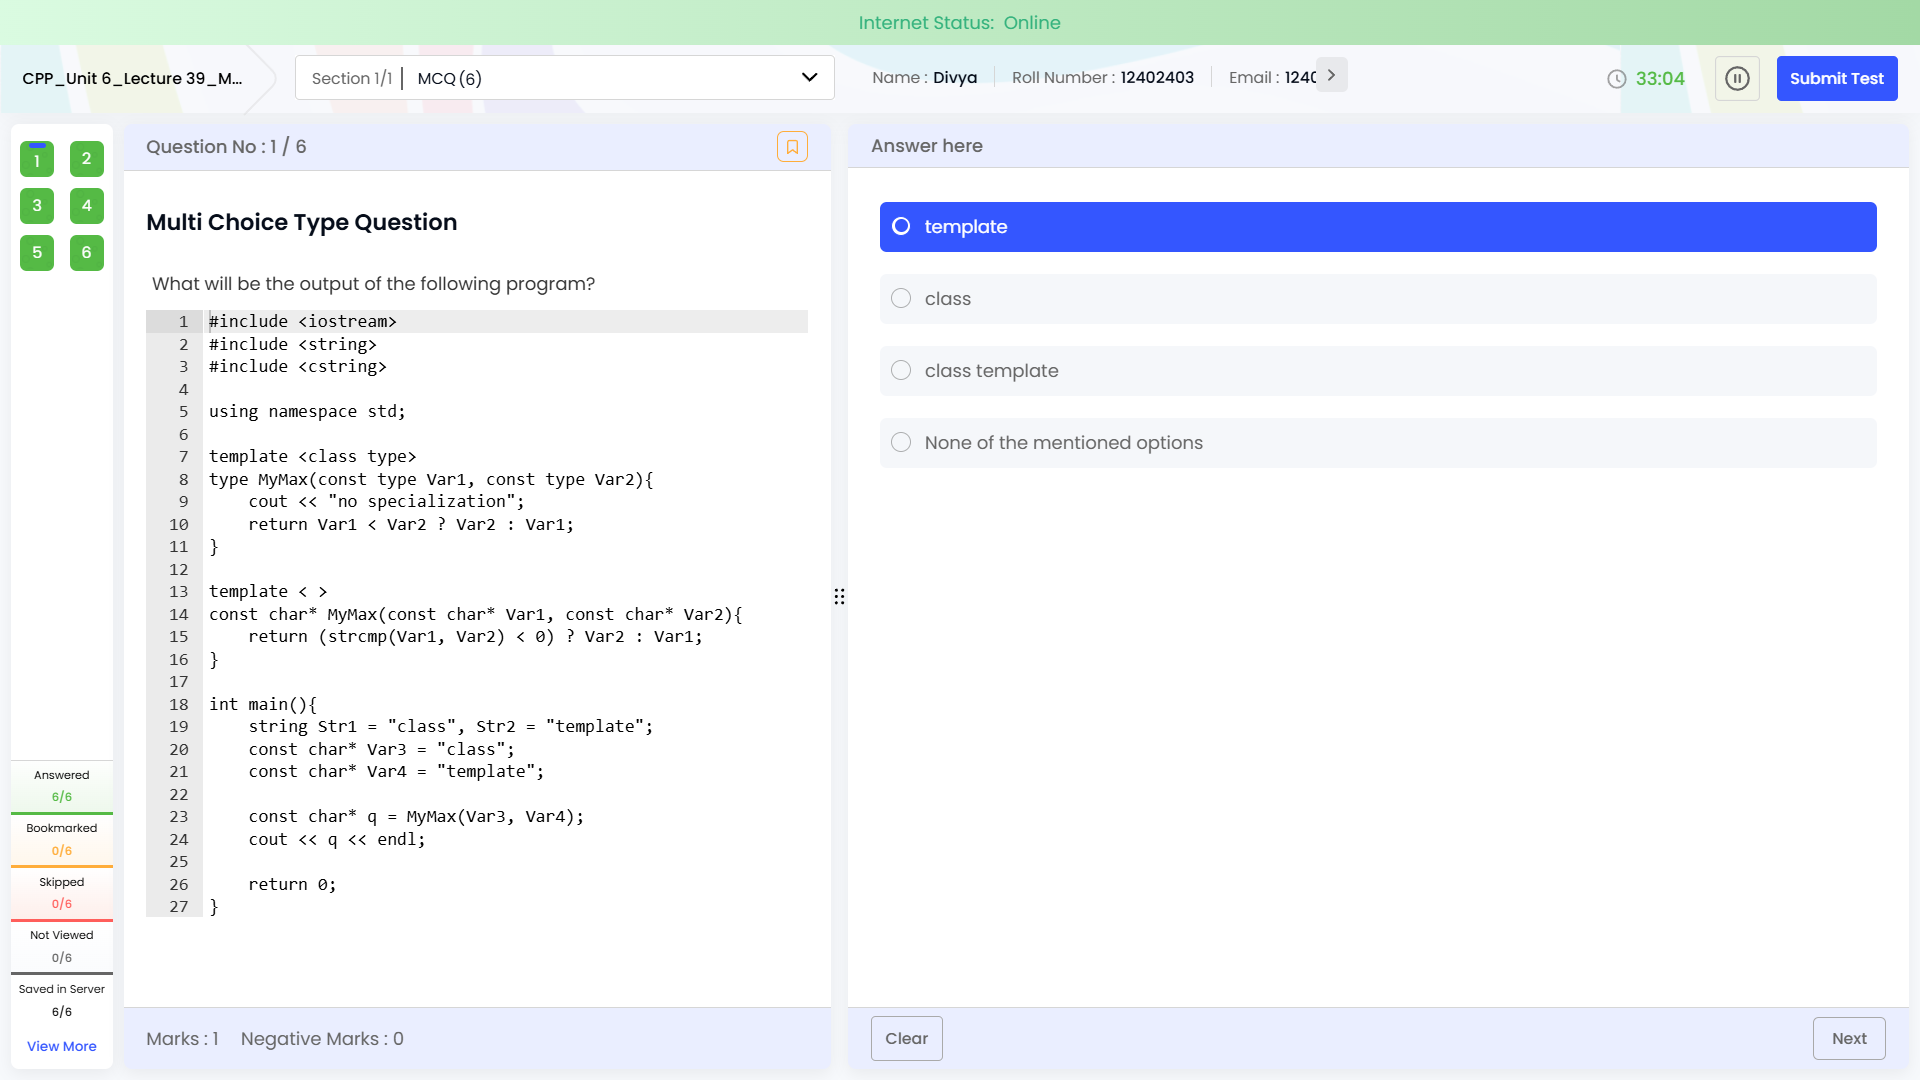 Internet Status: Online
CPP_Unit 6_Lecture 39_M...
Section 1/1 | MCQ (6)
Name : Divya
Roll Number : 12402403
Email : 1240
33:04
Submit Test
1 2
3 4
5 6
Question No : 1 / 6
Multi Choice Type Question
What will be the output of the following program?
1 #include <iostream>
2 #include <string>
3 #include <cstring>
4
5 using namespace std;
6
7 template <class type>
8 type MyMax(const type Var1, const type Var2){
9     cout << "no specialization";
10     return Var1 < Var2 ? Var2 : Var1;
11 }
12
13 template < >
14 const char* MyMax(const char* Var1, const char* Var2){
15     return (strcmp(Var1, Var2) < 0) ? Var2 : Var1;
16 }
17
18 int main(){
19     string Str1 = "class", Str2 = "template";
20     const char* Var3 = "class";
21     const char* Var4 = "template";
22
23     const char* q = MyMax(Var3, Var4);
24     cout << q << endl;
25
26     return 0;
27 }
Answer here
template
class
class template
None of the mentioned options
Answered
6/6
Bookmarked
0/6
Skipped
0/6
Not Viewed
0/6
Saved in Server
6/6
View More
Marks : 1 Negative Marks : 0
Clear
Next